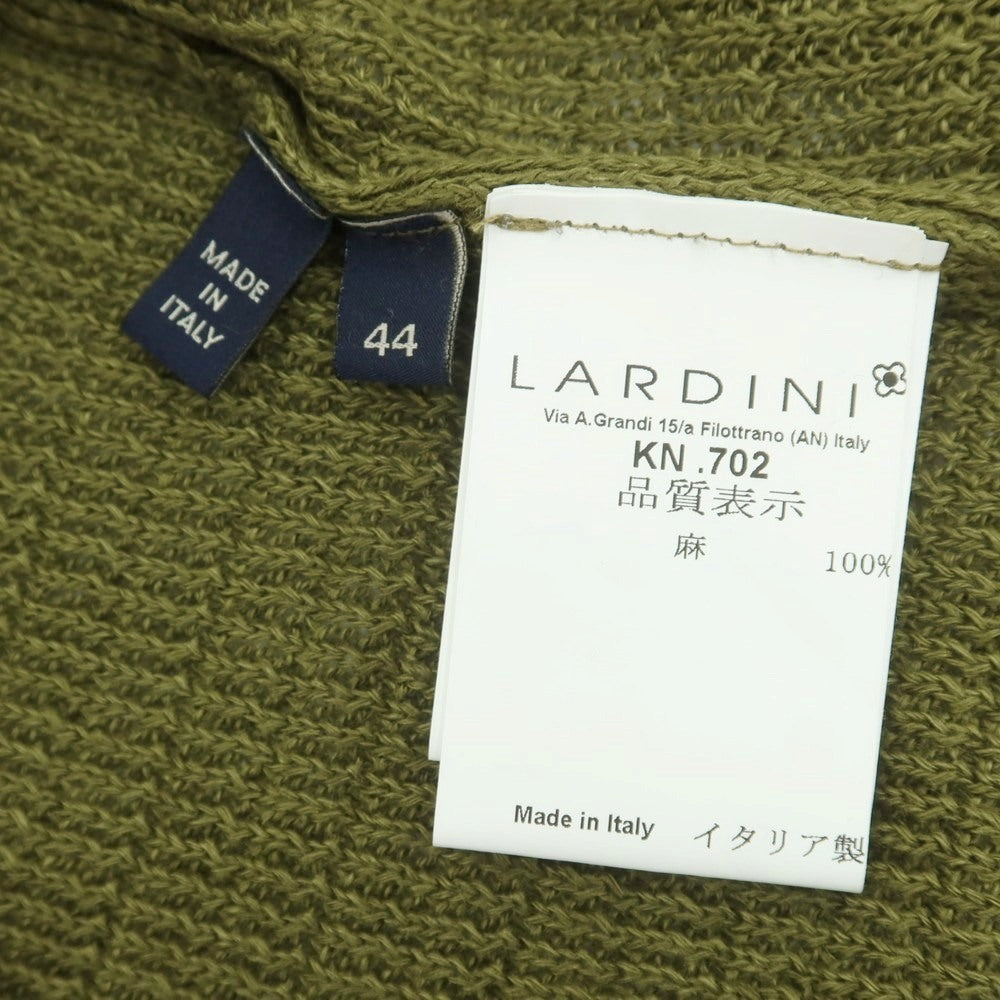 MADE
IN
ITALY
44
LARDINI
Via A.Grandi 15/a Filottrano (AN) Italy
KN .702
品質表示
麻 100%
Made in Italy イタリア製